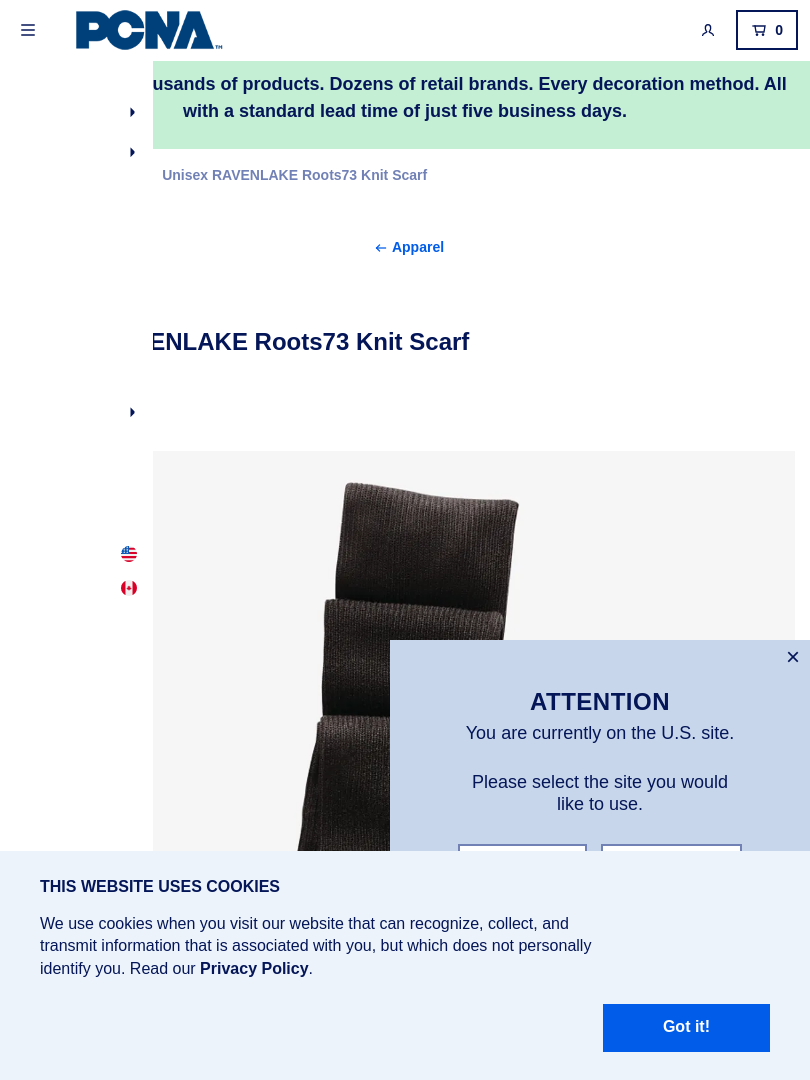 PCNA™
0
usands of products. Dozens of retail brands. Every decoration method. All
with a standard lead time of just five business days.
Unisex RAVENLAKE Roots73 Knit Scarf
← Apparel
ENLAKE Roots73 Knit Scarf
×
ATTENTION
You are currently on the U.S. site.
Please select the site you would
like to use.
THIS WEBSITE USES COOKIES
We use cookies when you visit our website that can recognize, collect, and
transmit information that is associated with you, but which does not personally
identify you. Read our Privacy Policy.
Got it!